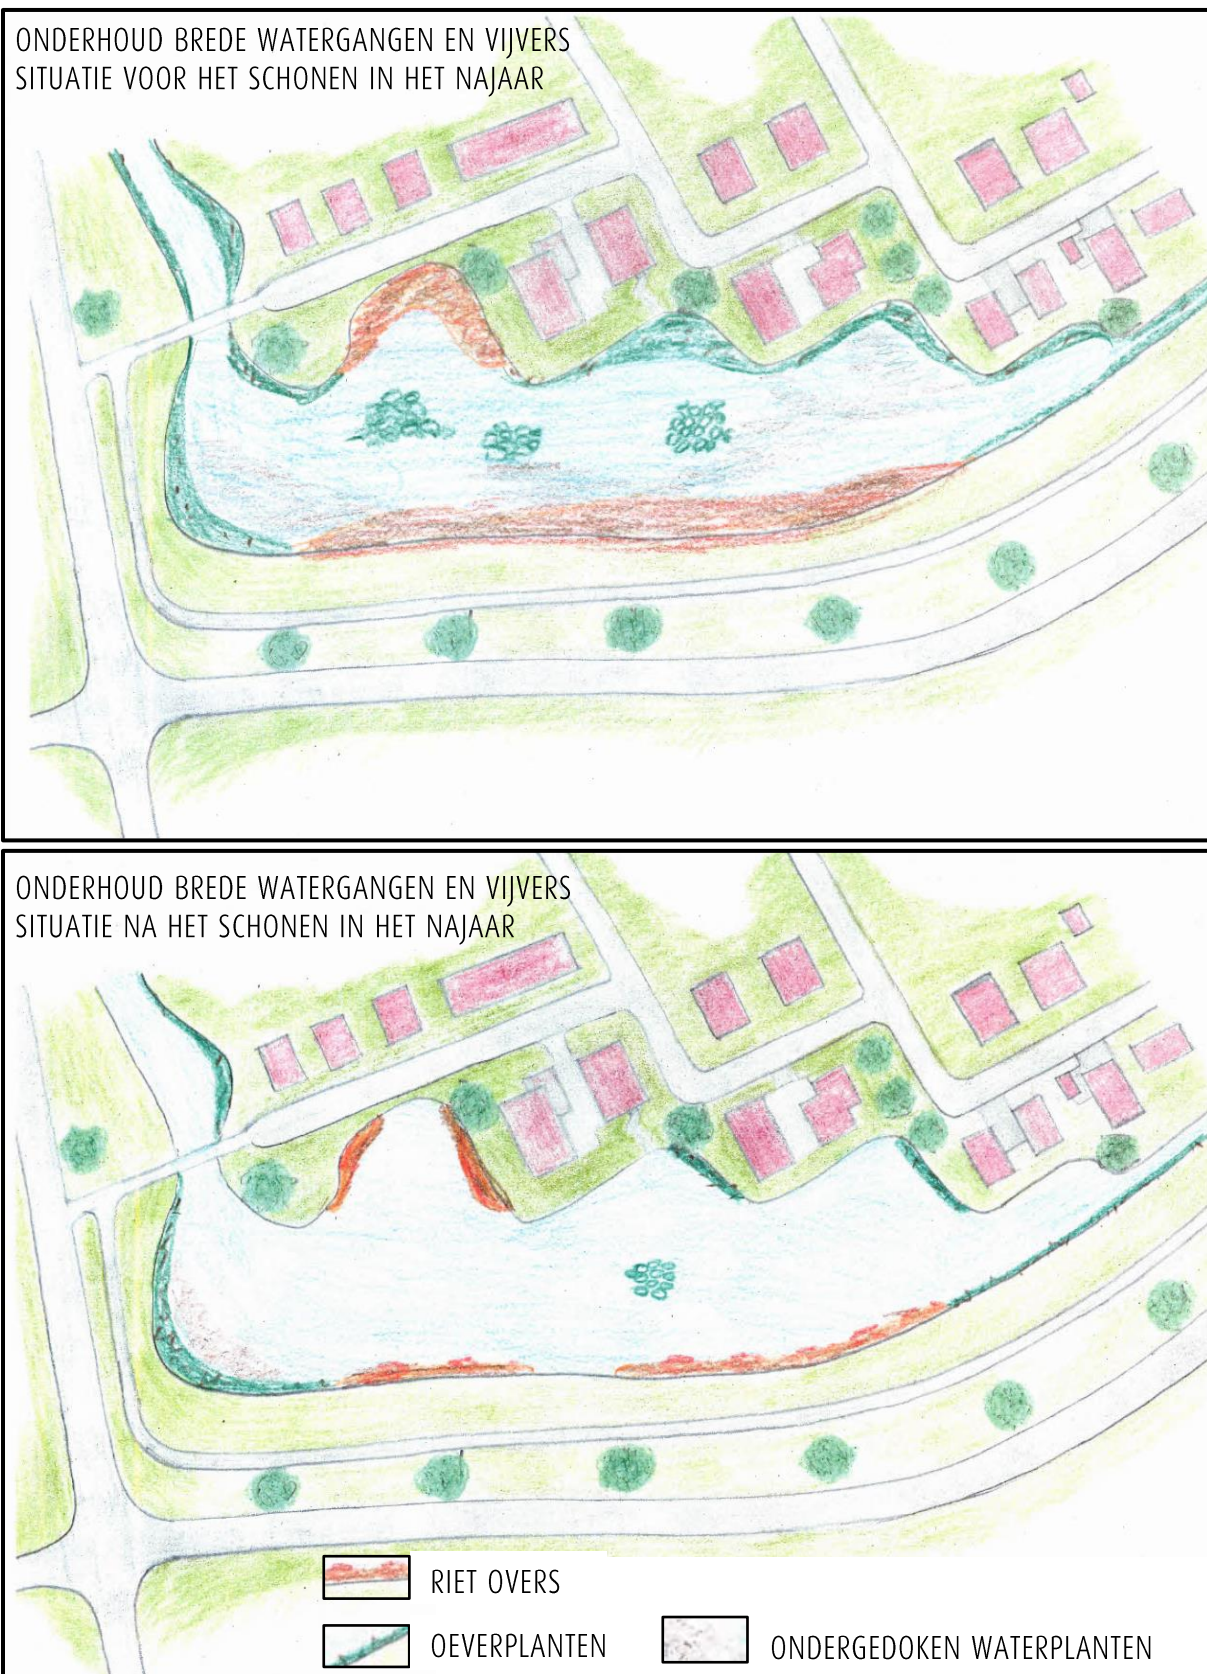 ONDERHOUD BREDE WATERGANGEN EN VIJVERS
SITUATIE VOOR HET SCHONEN IN HET NAJAAR
ONDERHOUD BREDE WATERGANGEN EN VIJVERS
SITUATIE NA HET SCHONEN IN HET NAJAAR
RIET OVERS
OEVERPLANTEN
ONDERGEDOKEN WATERPLANTEN